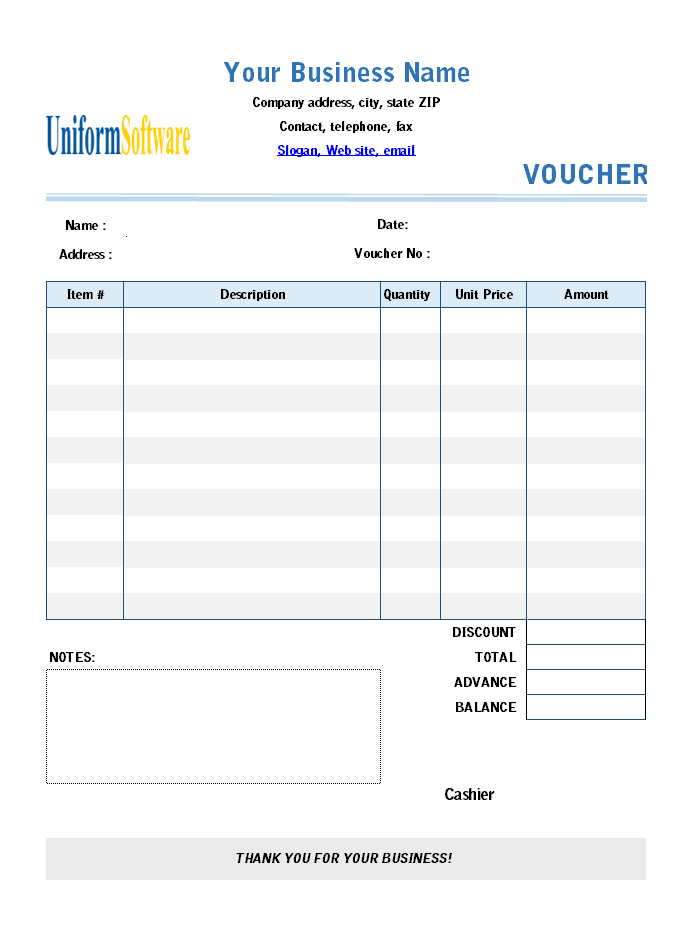 Your Business Name
Company address, city, state ZIP
Contact, telephone, fax
UniformSoftware
Slogan, Web site, email
VOUCHER
Name :
Date:
Address :
Voucher No :
Item # Description Quantity Unit Price Amount
DISCOUNT
NOTES: TOTAL
ADVANCE
BALANCE
Cashier
THANK YOU FOR YOUR BUSINESS!